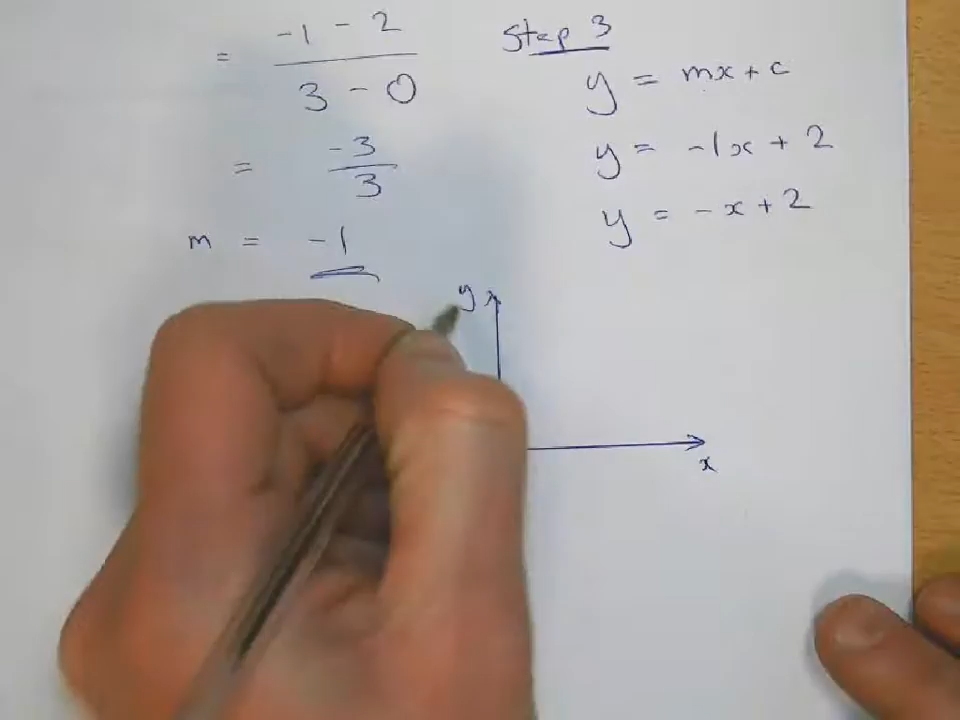 = -1 - 2 / 3 - 0
= -3 / 3
m = -1
Step 3
y = mx + c
y = -1x + 2
y = -x + 2
y
x